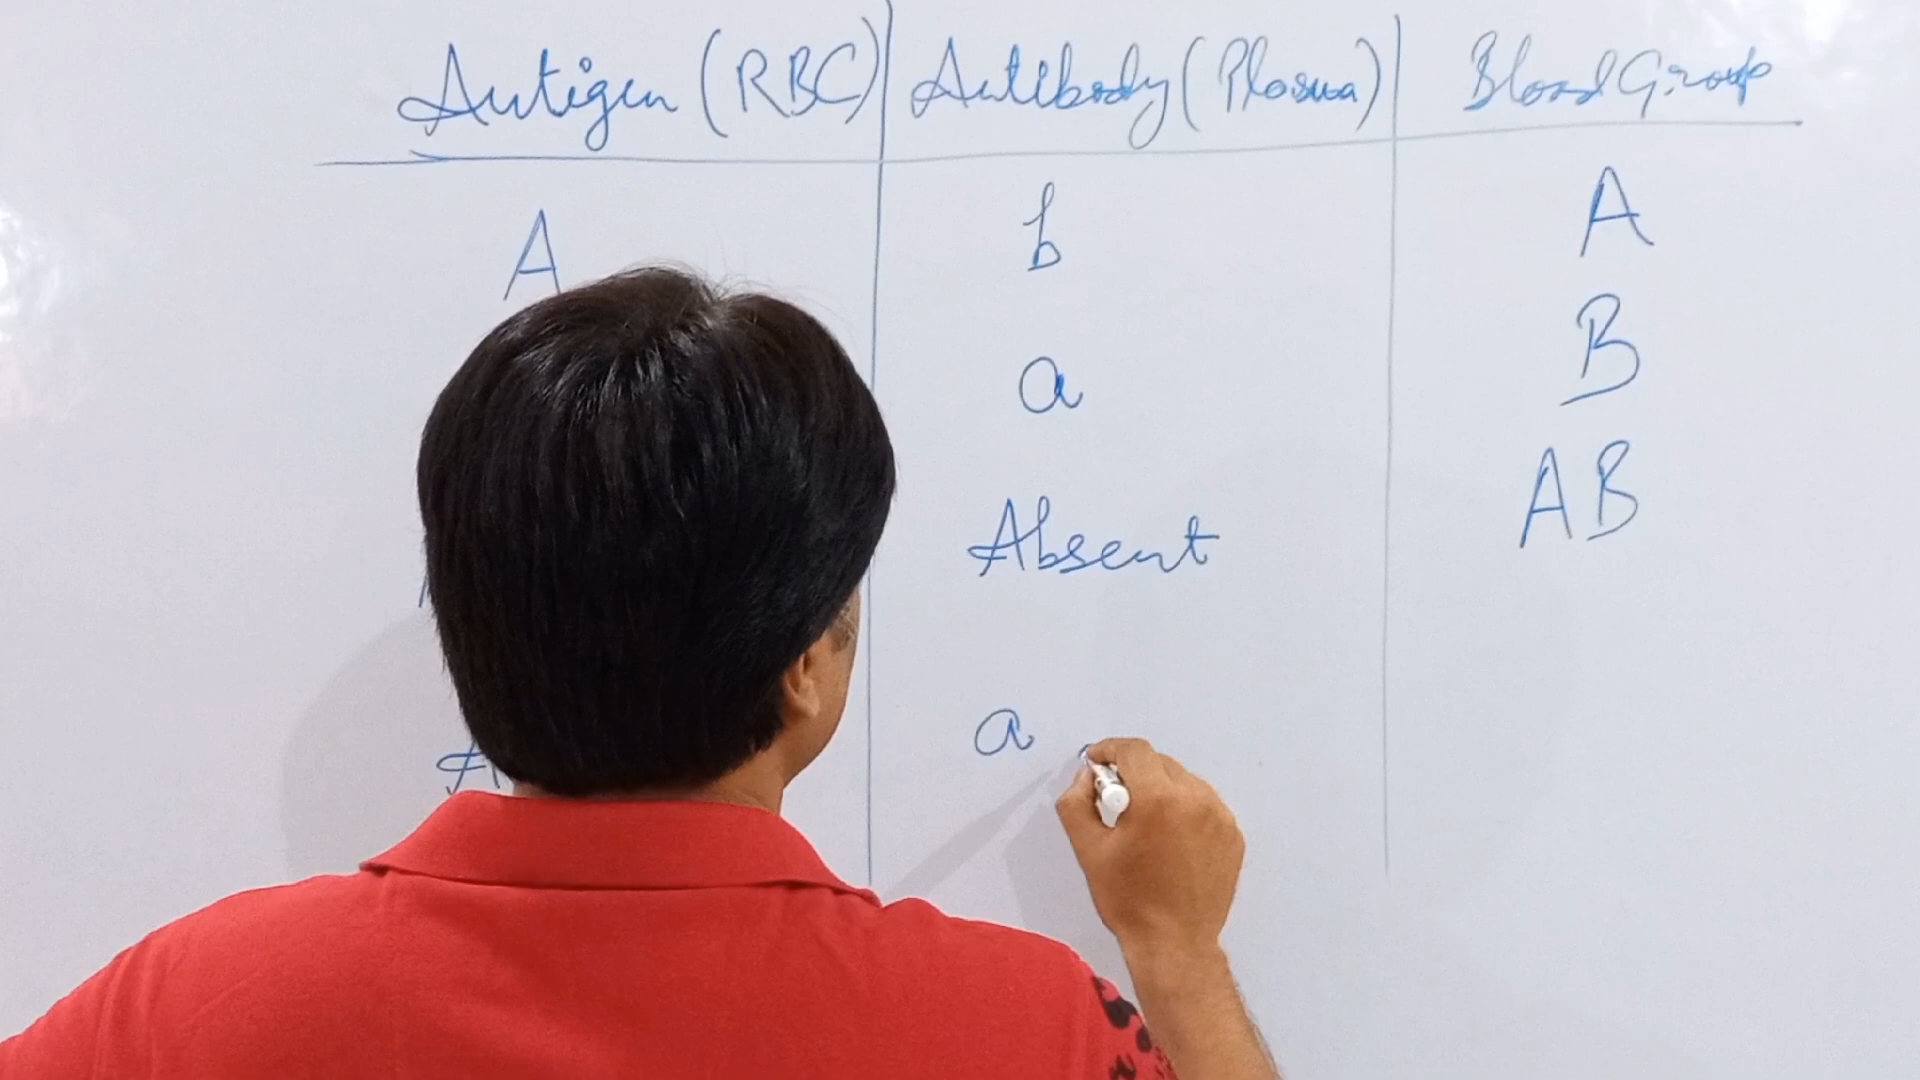 Antigen (RBC) Antibody (Plasma) Blood Group
A b A
a B
Absent AB
A a